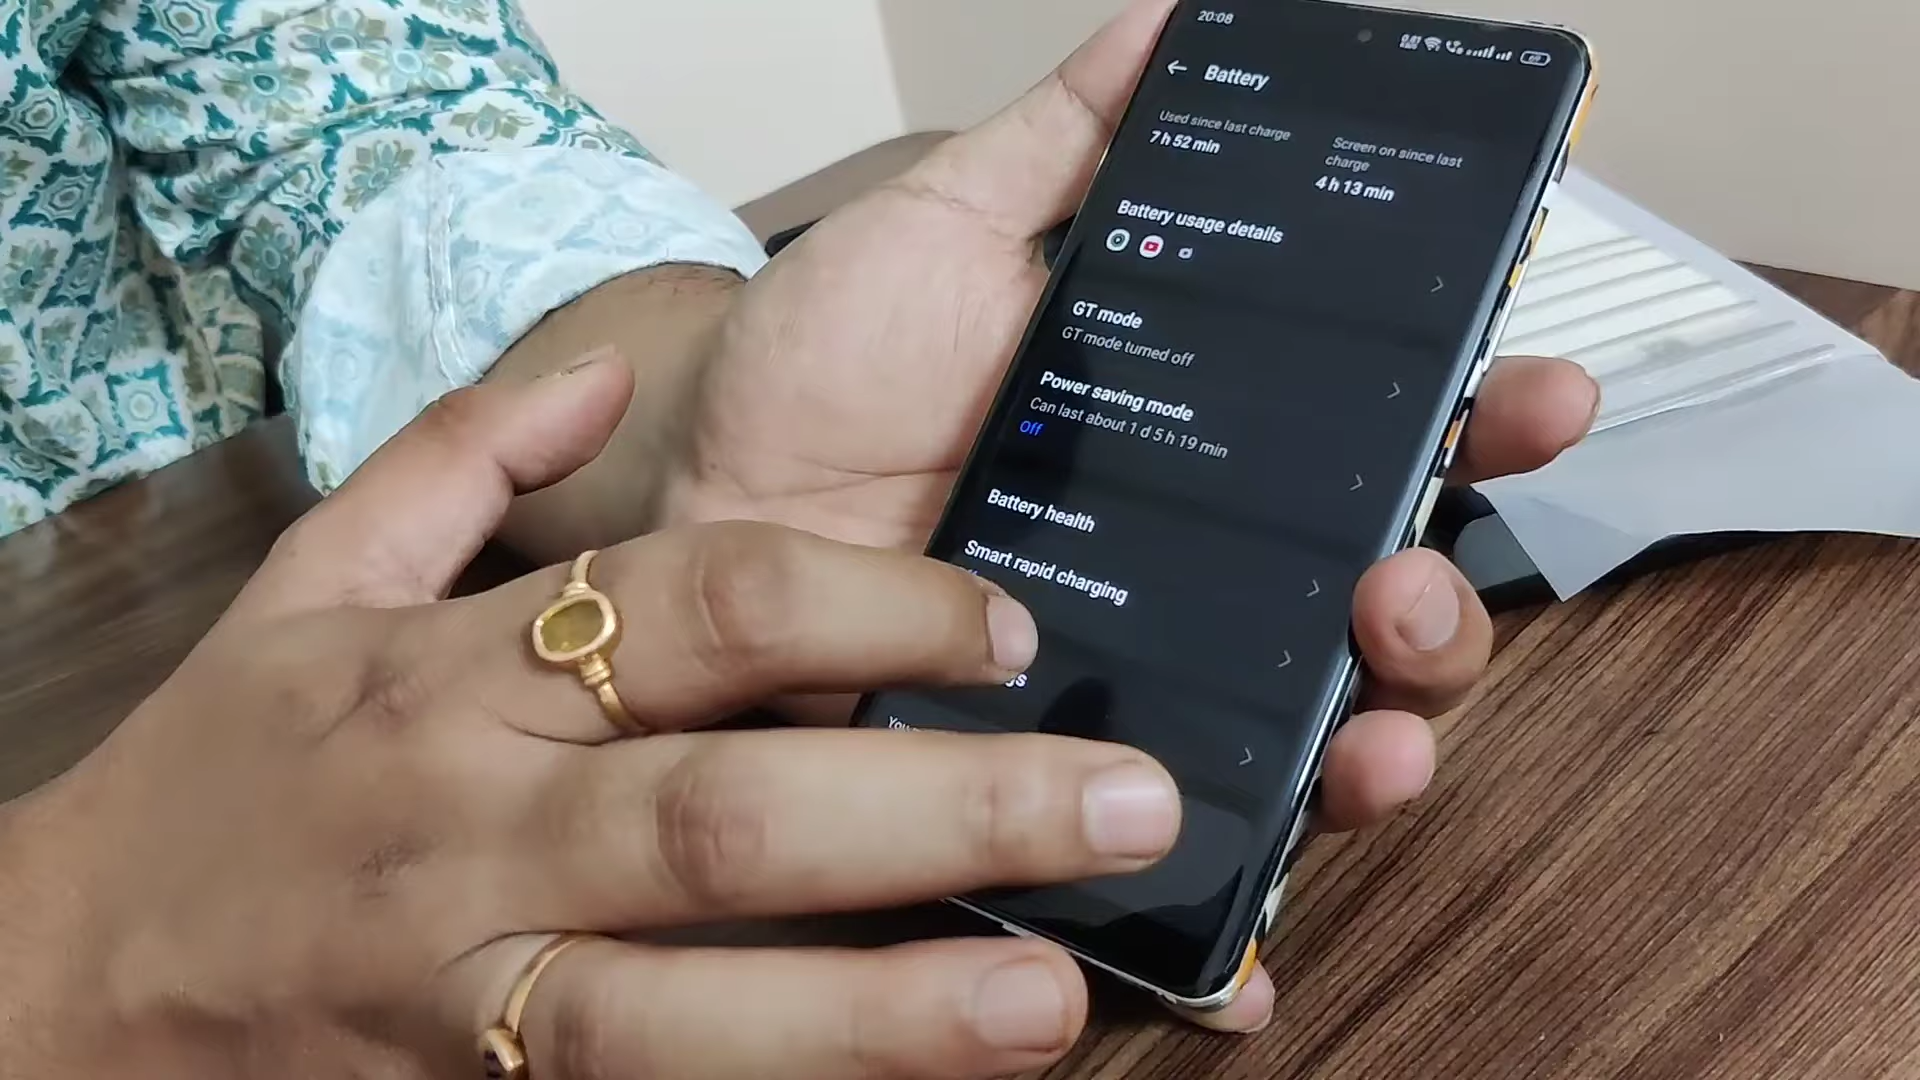 20:08
Battery
Used since last charge
7 h 52 min
Screen on since last
charge
4 h 13 min
Battery usage details
GT mode
GT mode turned off
Power saving mode
Can last about 1 d 5 h 19 min
Off
Battery health
Smart rapid charging